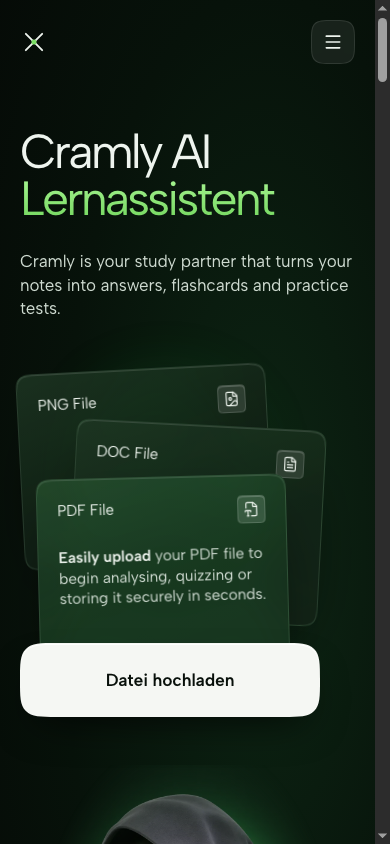 Cramly AI
Lernassistent
Cramly is your study partner that turns your
notes into answers, flashcards and practice
tests.
PNG File
DOC File
PDF File
Easily upload your PDF file to
begin analysing, quizzing or
storing it securely in seconds.
Datei hochladen